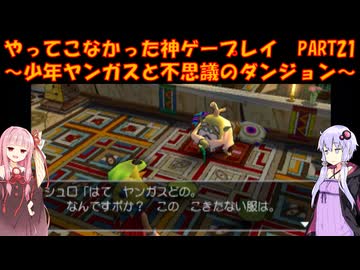 やってこなかった神ゲープレイ PART21
～少年ヤンガスと不思議のダンジョン～
シュロ「はて ヤンガスどの。
なんですポカ? この こきたない服は。